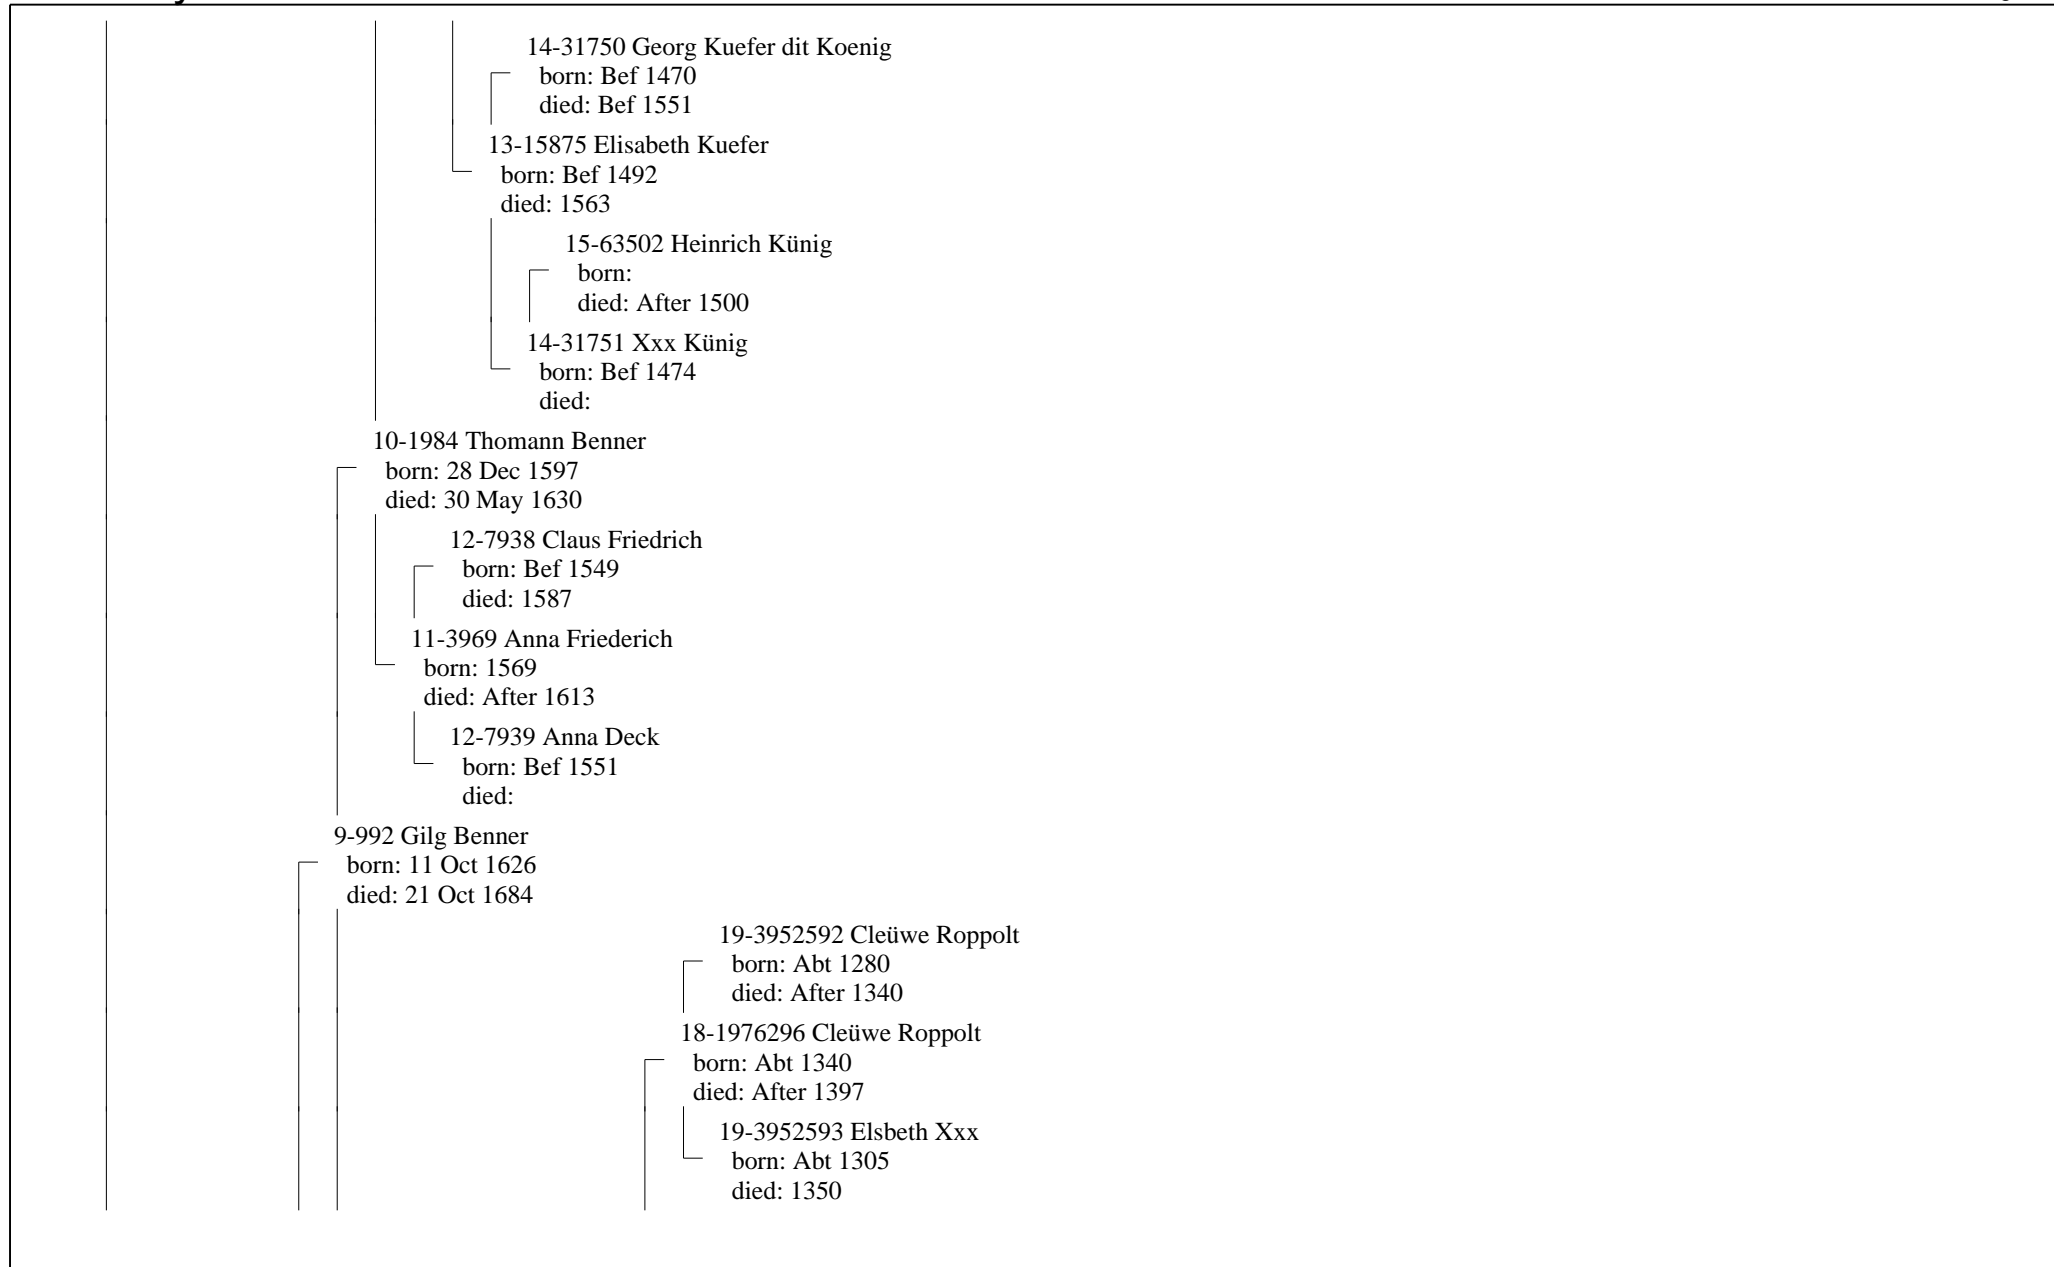 14-31750 Georg Kuefer dit Koenig
born: Bef 1470
died: Bef 1551
13-15875 Elisabeth Kuefer
born: Bef 1492
died: 1563
15-63502 Heinrich Künig
born:
died: After 1500
14-31751 Xxx Künig
born: Bef 1474
died:
10-1984 Thomann Benner
born: 28 Dec 1597
died: 30 May 1630
12-7938 Claus Friedrich
born: Bef 1549
died: 1587
11-3969 Anna Friederich
born: 1569
died: After 1613
12-7939 Anna Deck
born: Bef 1551
died:
9-992 Gilg Benner
born: 11 Oct 1626
died: 21 Oct 1684
19-3952592 Cleüwe Roppolt
born: Abt 1280
died: After 1340
18-1976296 Cleüwe Roppolt
born: Abt 1340
died: After 1397
19-3952593 Elsbeth Xxx
born: Abt 1305
died: 1350